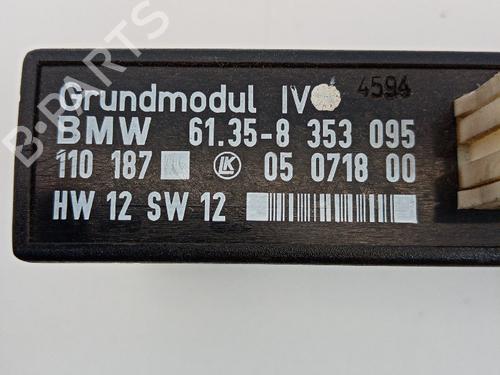 B-PARTS
Grundmodul IV 4594
BMW 61.35-8 353 095
110 187 LK 05 0718 00
HW 12 SW 12